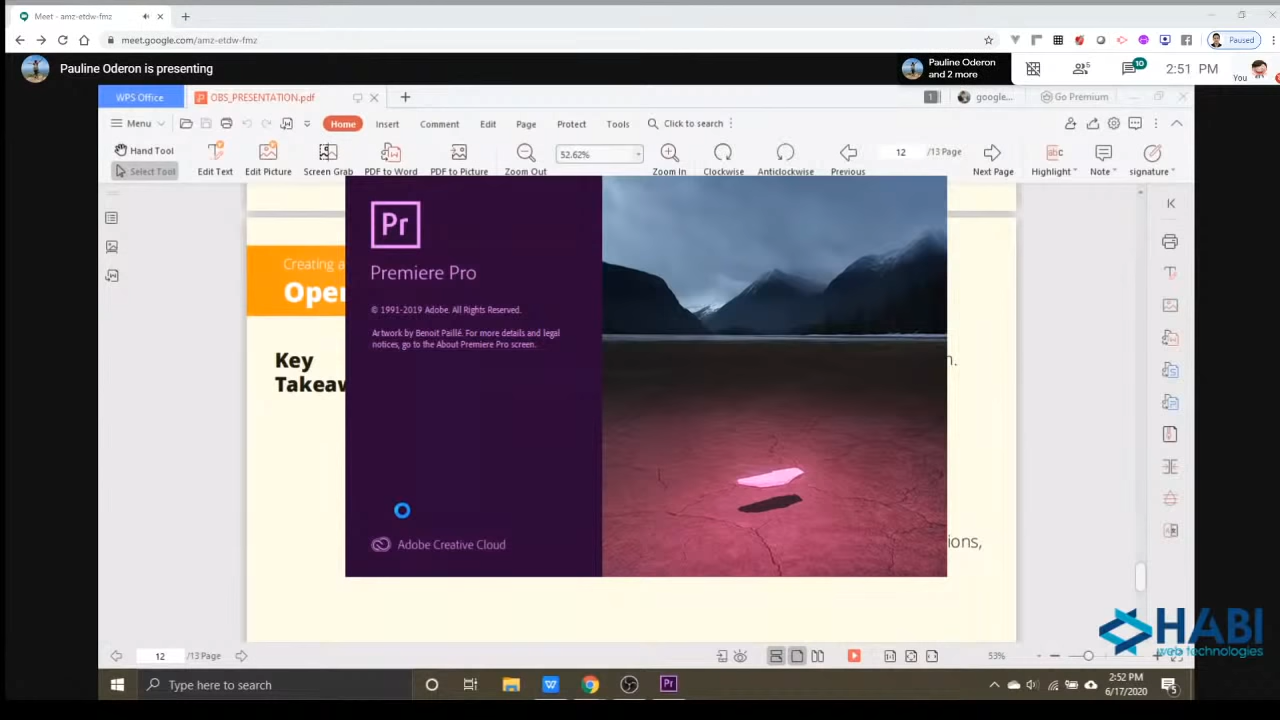 Meet - amz-etdw-fmz
meet.google.com/amz-etdw-fmz
Paused
Pauline Oderon is presenting
Pauline Oderon
and 2 more
6
10
2:51 PM
You
WPS Office
OBS_PRESENTATION.pdf
1
google...
Go Premium
Menu
Home
Insert
Comment
Edit
Page
Protect
Tools
Click to search
Hand Tool
Select Tool
Edit Text
Edit Picture
Screen Grab
PDF to Word
PDF to Picture
Zoom Out
52.62%
Zoom In
Clockwise
Anticlockwise
Previous
12
/13 Page
Next Page
Highlight
Note
signature
Creating a
Oper
Key
Takeaw
Pr
Premiere Pro
© 1991-2019 Adobe. All Rights Reserved.
Artwork by Benoit Paillé. For more details and legal
notices, go to the About Premiere Pro screen.
Adobe Creative Cloud
n.
ions,
HABI
web technologies
12
/13 Page
53%
Type here to search
Pr
2:52 PM
6/17/2020
5